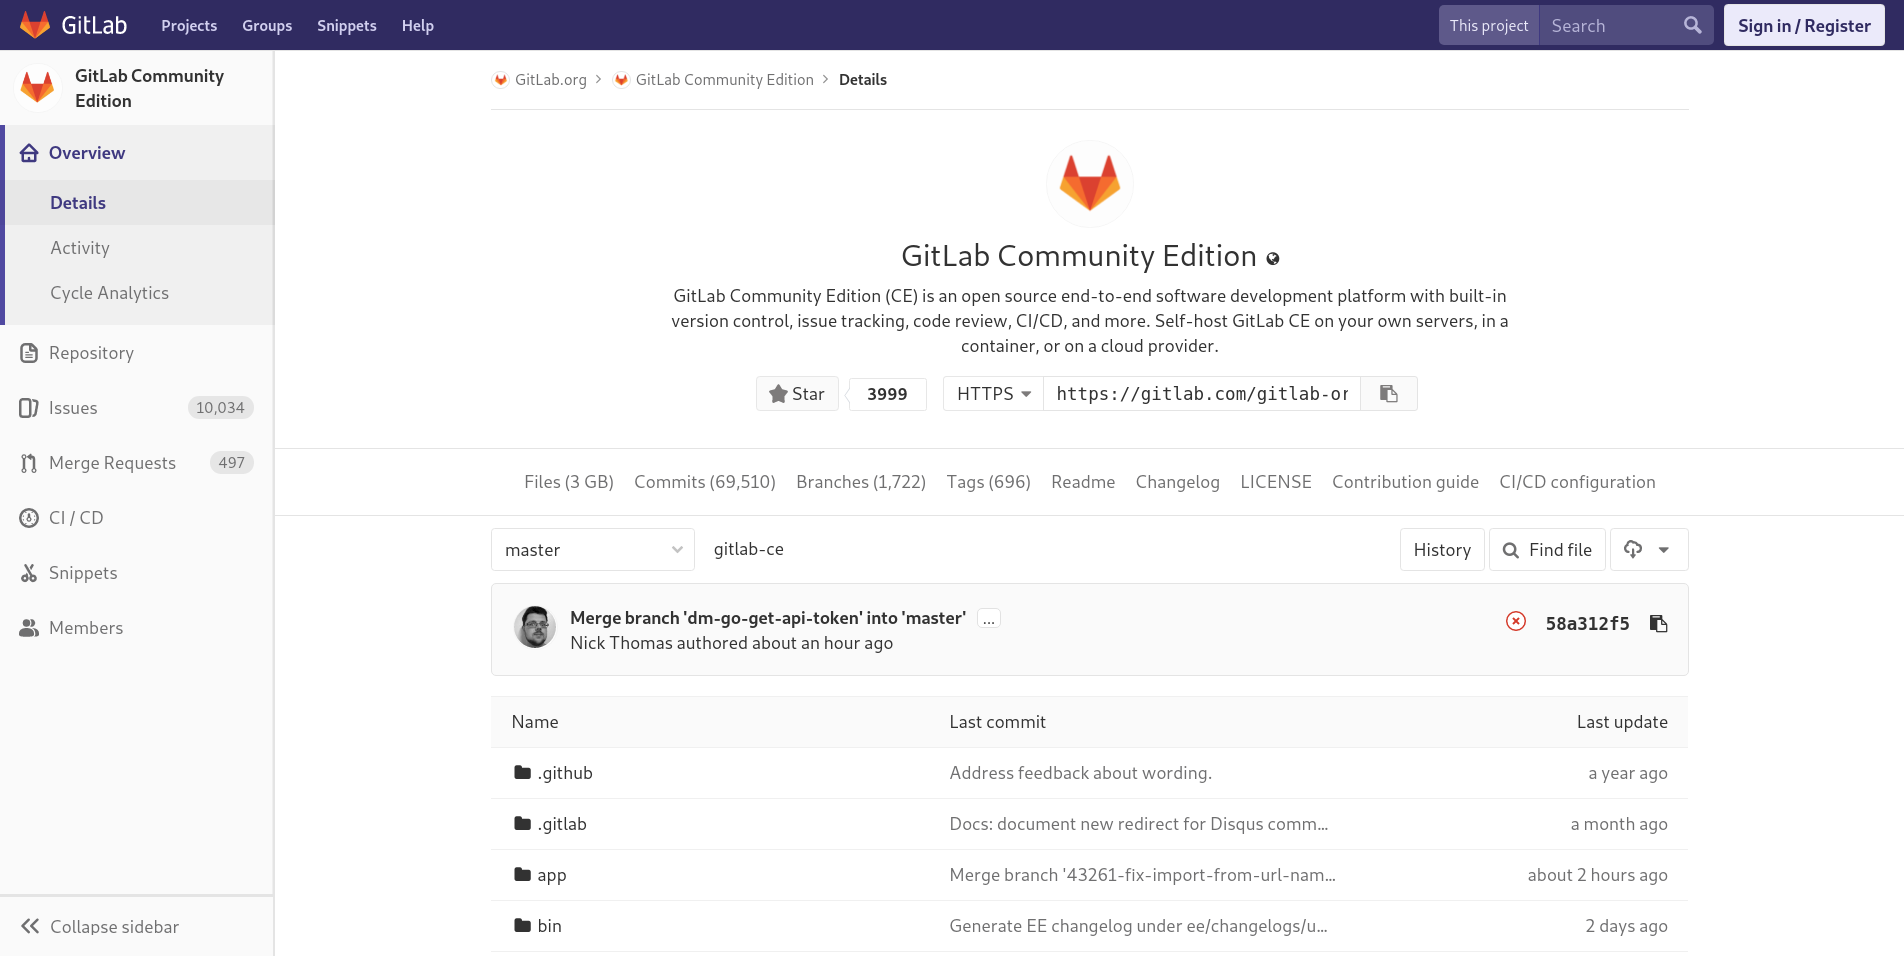 GitLab Projects Groups Snippets Help This project Search Sign in / Register
GitLab Community
Edition
Overview
Details
Activity
Cycle Analytics
Repository
Issues 10,034
Merge Requests 497
CI / CD
Snippets
Members
Collapse sidebar
GitLab.org > GitLab Community Edition > Details
GitLab Community Edition
GitLab Community Edition (CE) is an open source end-to-end software development platform with built-in
version control, issue tracking, code review, CI/CD, and more. Self-host GitLab CE on your own servers, in a
container, or on a cloud provider.
Star 3999 HTTPS https://gitlab.com/gitlab-or
Files (3 GB) Commits (69,510) Branches (1,722) Tags (696) Readme Changelog LICENSE Contribution guide CI/CD configuration
master gitlab-ce History Find file
Merge branch 'dm-go-get-api-token' into 'master' ...
Nick Thomas authored about an hour ago
58a312f5
Name Last commit Last update
.github Address feedback about wording. a year ago
.gitlab Docs: document new redirect for Disqus comm... a month ago
app Merge branch '43261-fix-import-from-url-nam... about 2 hours ago
bin Generate EE changelog under ee/changelogs/u... 2 days ago